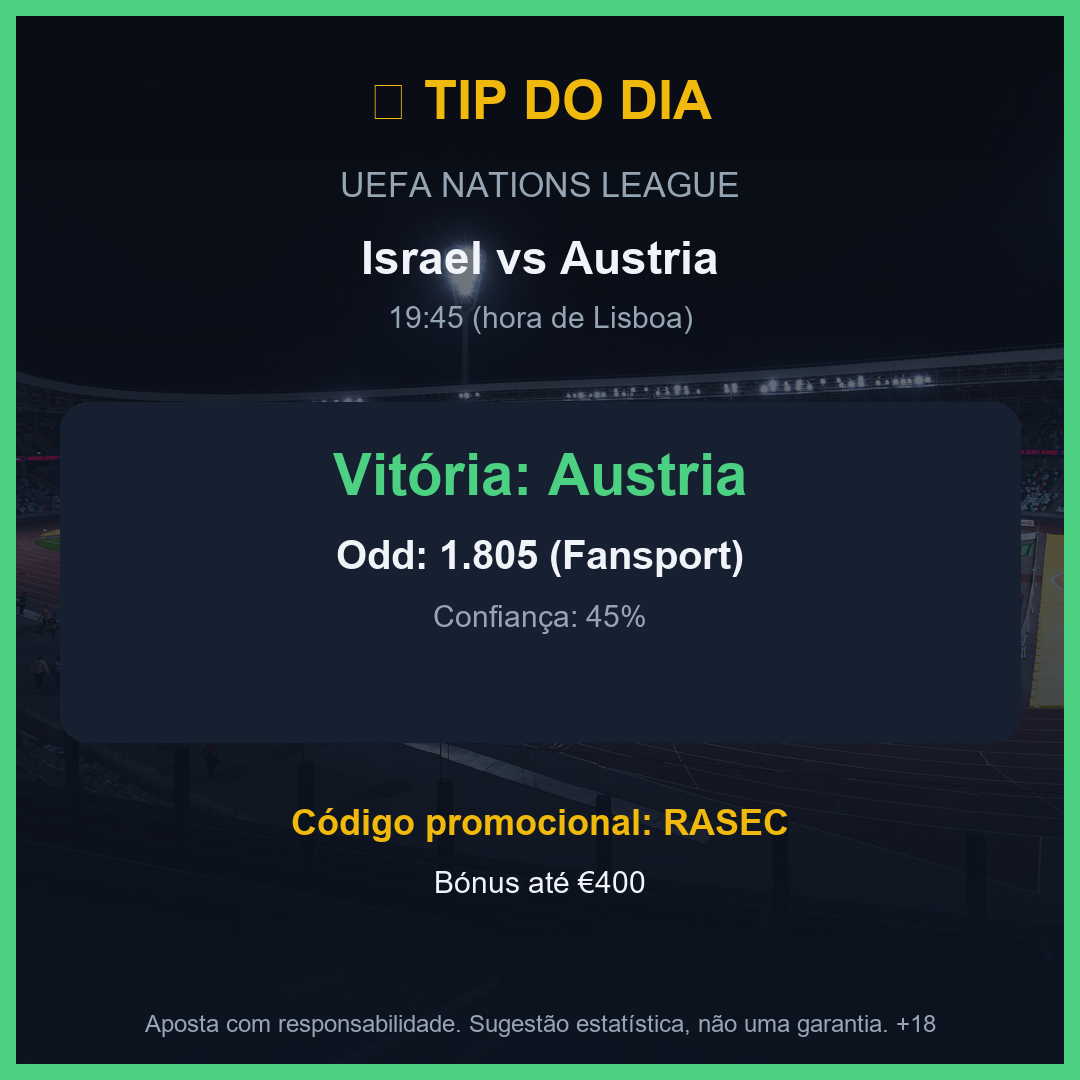 TIP DO DIA
UEFA NATIONS LEAGUE
Israel vs Austria
19:45 (hora de Lisboa)
Vitória: Austria
Odd: 1.805 (Fansport)
Confiança: 45%
Código promocional: RASEC
Bónus até €400
Aposta com responsabilidade. Sugestão estatística, não uma garantia. +18